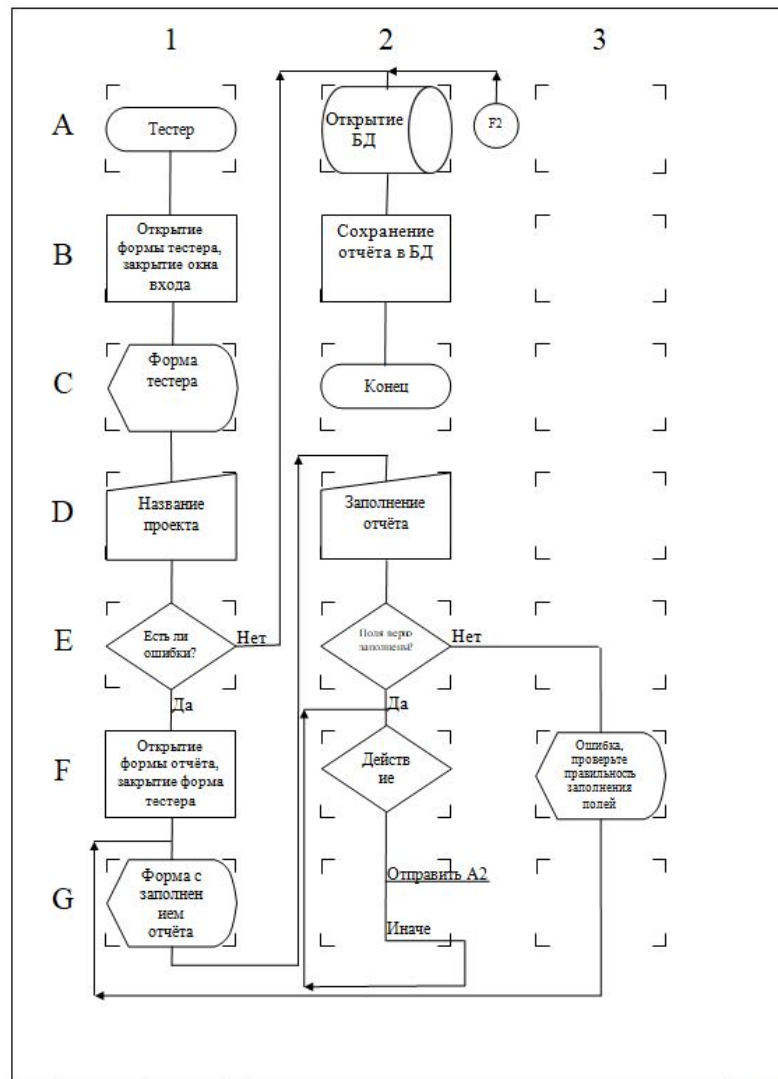 1 2 3
A
Тестер
Открытие
БД
F2
B
Открытие
формы тестера,
закрытие окна
входа
Сохранение
отчёта в БД
C
Форма
тестера
Конец
D
Название
проекта
Заполнение
отчёта
E
Есть ли
ошибки?
Нет
Поля верно
заполнены?
Нет
Да
Да
F
Открытие
формы отчёта,
закрытие форма
тестера
Действ
ие
Ошибка,
проверьте
правильность
заполнения
полей
G
Форма с
заполнен
ием
отчёта
Отправить А2
Иначе